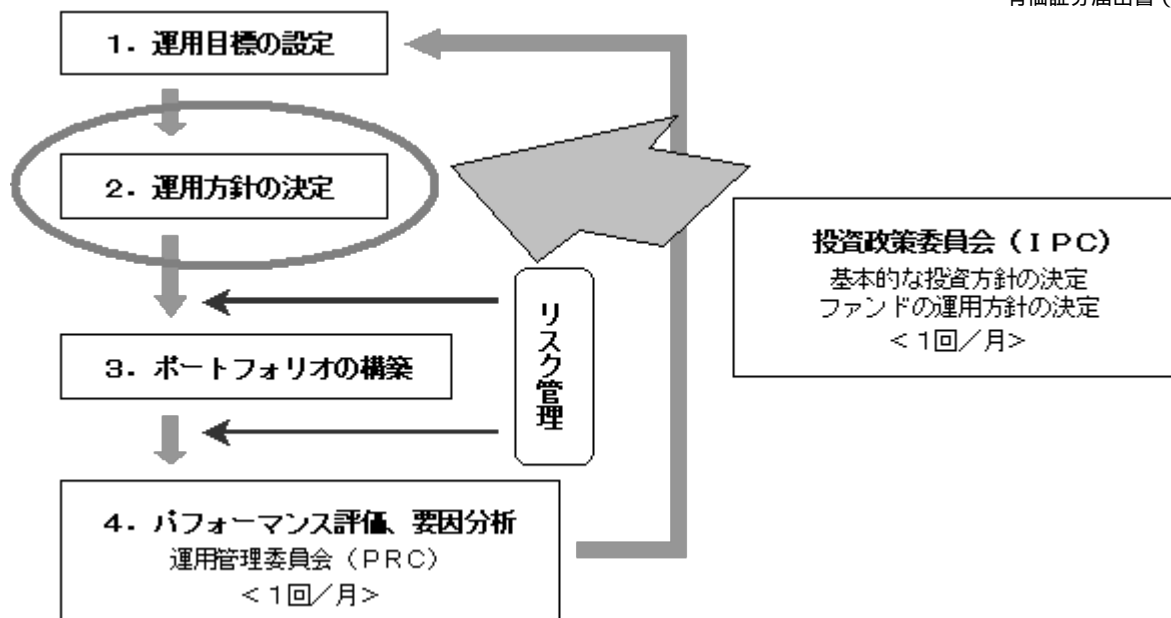 有価証券届出書（
1．運用目標の設定
2．運用方針の決定
投資政策委員会（ＩＰＣ）
基本的な投資方針の決定
ファンドの運用方針の決定
＜１回／月＞
リスク管理
3．ポートフォリオの構築
4．パフォーマンス評価、要因分析
運用管理委員会（ＰＲＣ）
＜１回／月＞